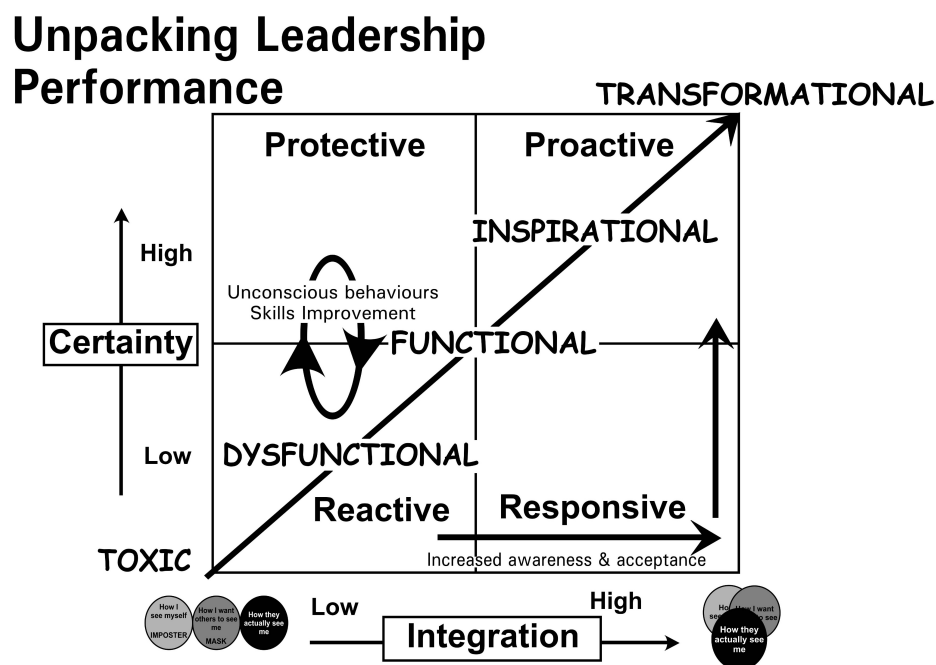 Unpacking Leadership
Performance
TRANSFORMATIONAL
Protective
Proactive
INSPIRATIONAL
High
Unconscious behaviours
Skills Improvement
Certainty
FUNCTIONAL
Low
DYSFUNCTIONAL
Reactive
Responsive
TOXIC
Increased awareness & acceptance
How I
see myself
IMPOSTER
How I want
others to see
me
MASK
How they
actually see
me
Low
High
Integration
How they
actually see
me